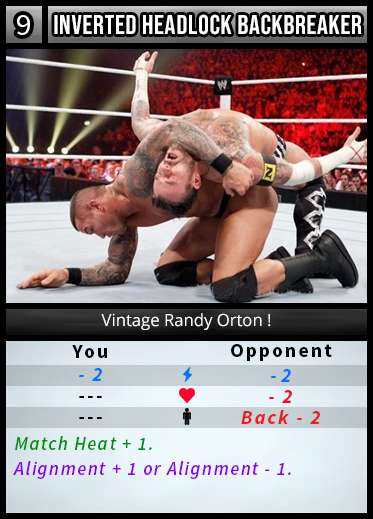 9 INVERTED HEADLOCK BACKBREAKER
W
N
Vintage Randy Orton !
You Opponent
- 2 -2
--- - 2
--- Back - 2
Match Heat + 1.
Alignment + 1 or Alignment - 1.